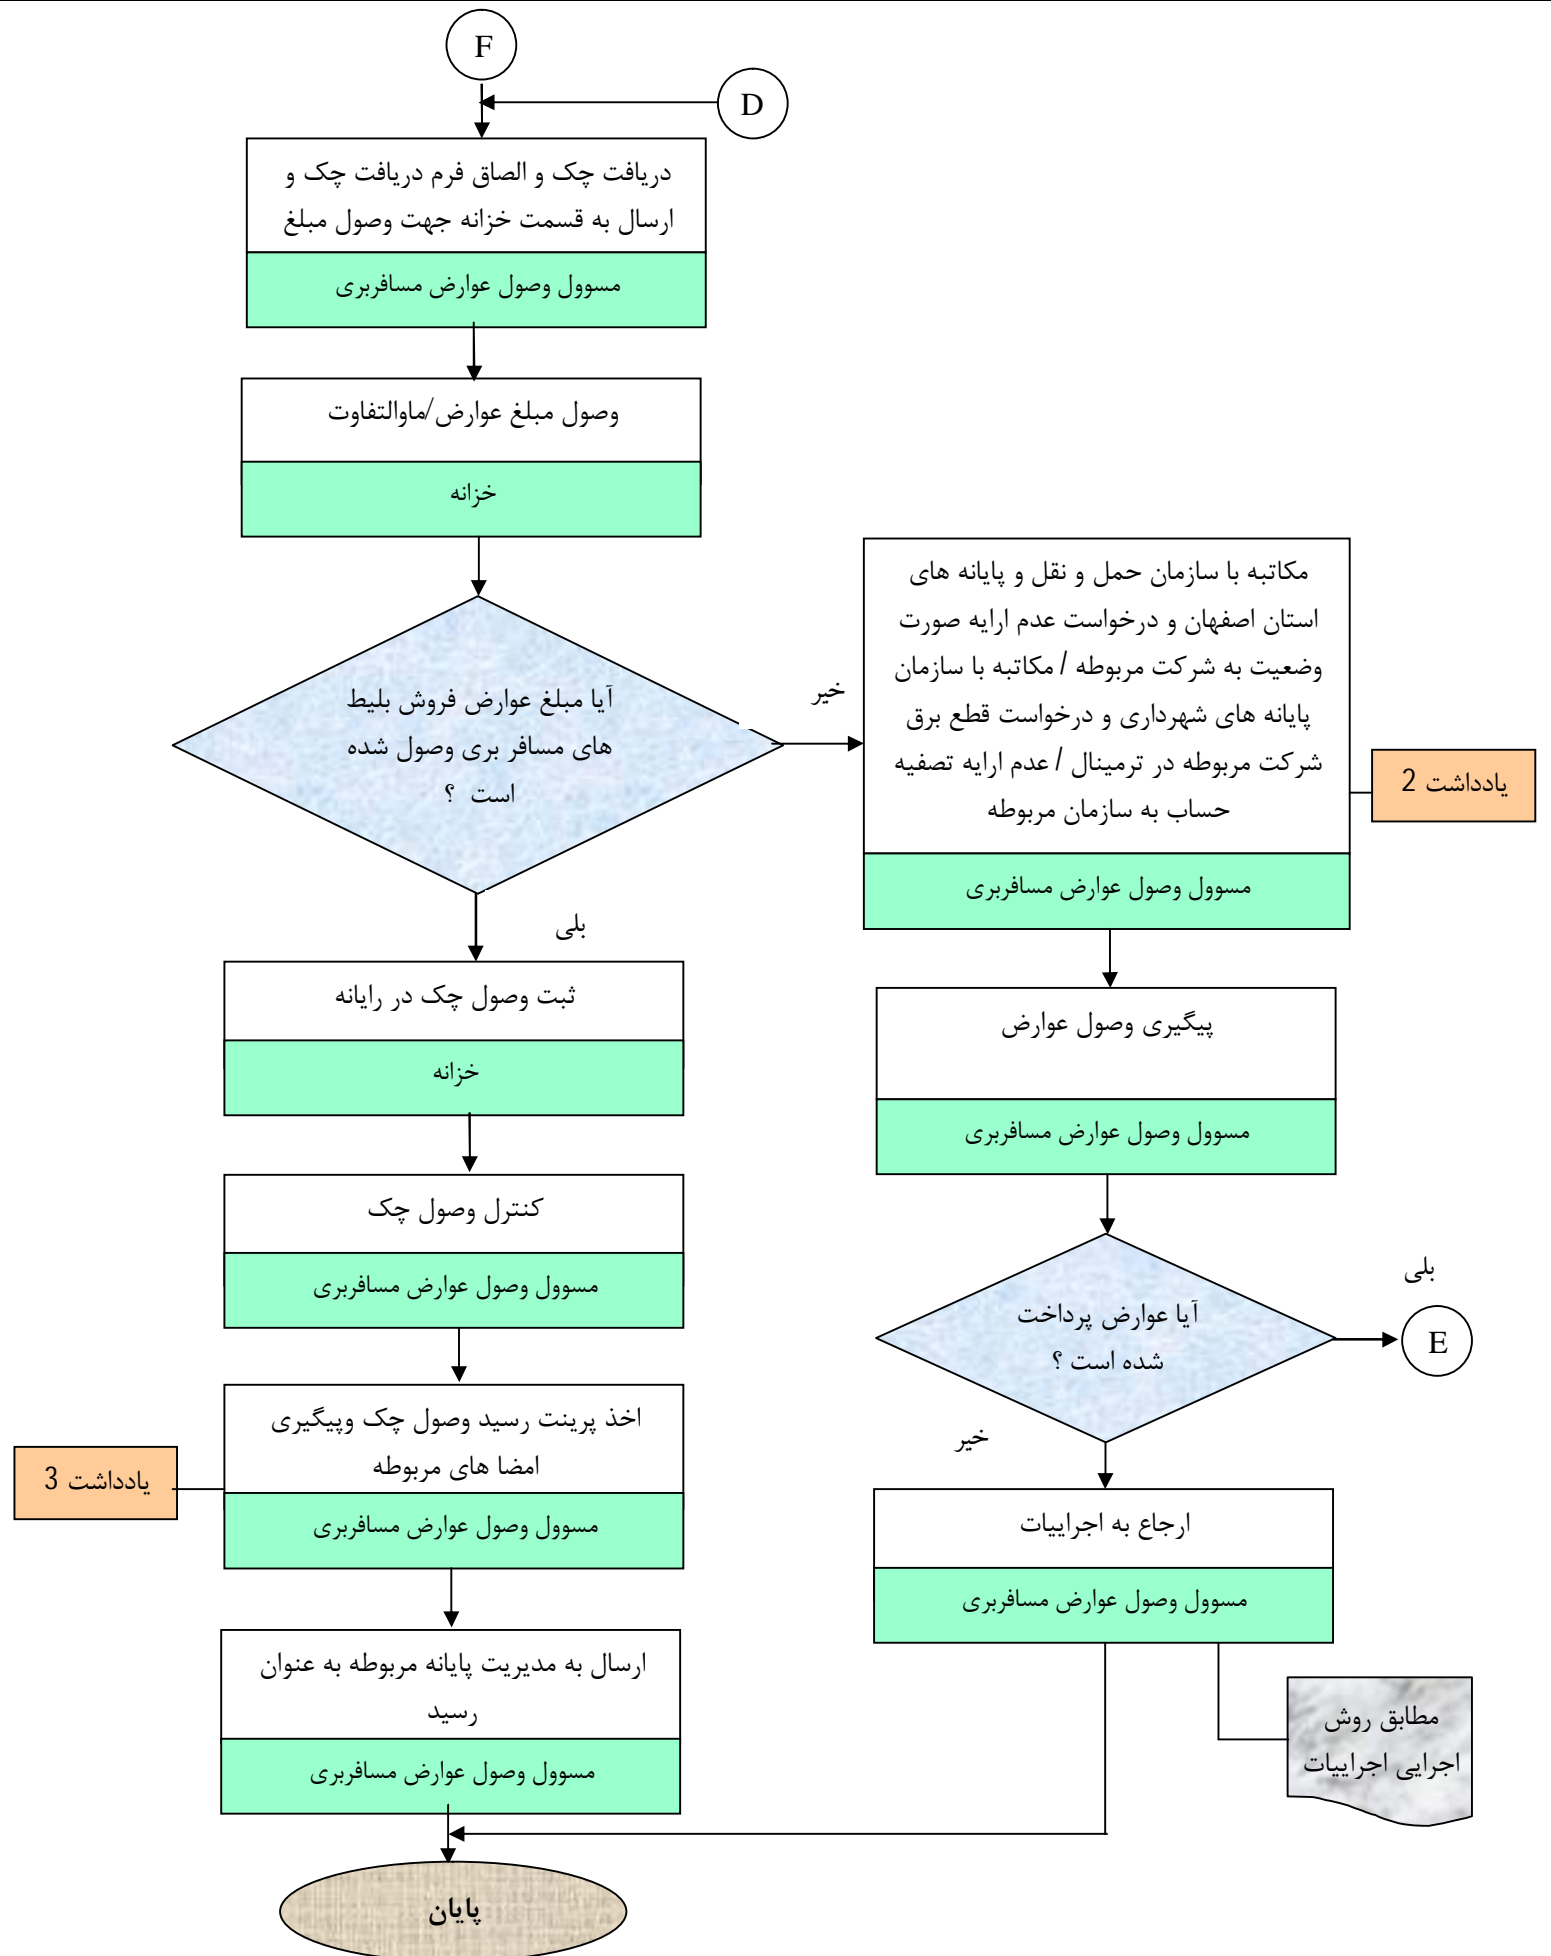 F
D
دریافت چک و الصاق فرم دریافت چک و
ارسال به قسمت خزانه جهت وصول مبلغ
مسوول وصول عوارض مسافربری
وصول مبلغ عوارض/ماوالتفاوت
خزانه
آیا مبلغ عوارض فروش بلیط
های مسافر بری وصول شده
است ؟
خیر
مکاتبه با سازمان حمل و نقل و پایانه های
استان اصفهان و درخواست عدم ارایه صورت
وضعیت به شرکت مربوطه / مکاتبه با سازمان
پایانه های شهرداری و درخواست قطع برق
شرکت مربوطه در ترمینال / عدم ارایه تصفیه
حساب به سازمان مربوطه
مسوول وصول عوارض مسافربری
یادداشت 2
بلی
ثبت وصول چک در رایانه
خزانه
پیگیری وصول عوارض
مسوول وصول عوارض مسافربری
کنترل وصول چک
مسوول وصول عوارض مسافربری
آیا عوارض پرداخت
شده است ؟
بلی
E
خیر
اخذ پرینت رسید وصول چک وپیگیری
امضا های مربوطه
مسوول وصول عوارض مسافربری
یادداشت 3
ارجاع به اجراییات
مسوول وصول عوارض مسافربری
ارسال به مدیریت پایانه مربوطه به عنوان
رسید
مسوول وصول عوارض مسافربری
مطابق روش
اجرایی اجراییات
پایان